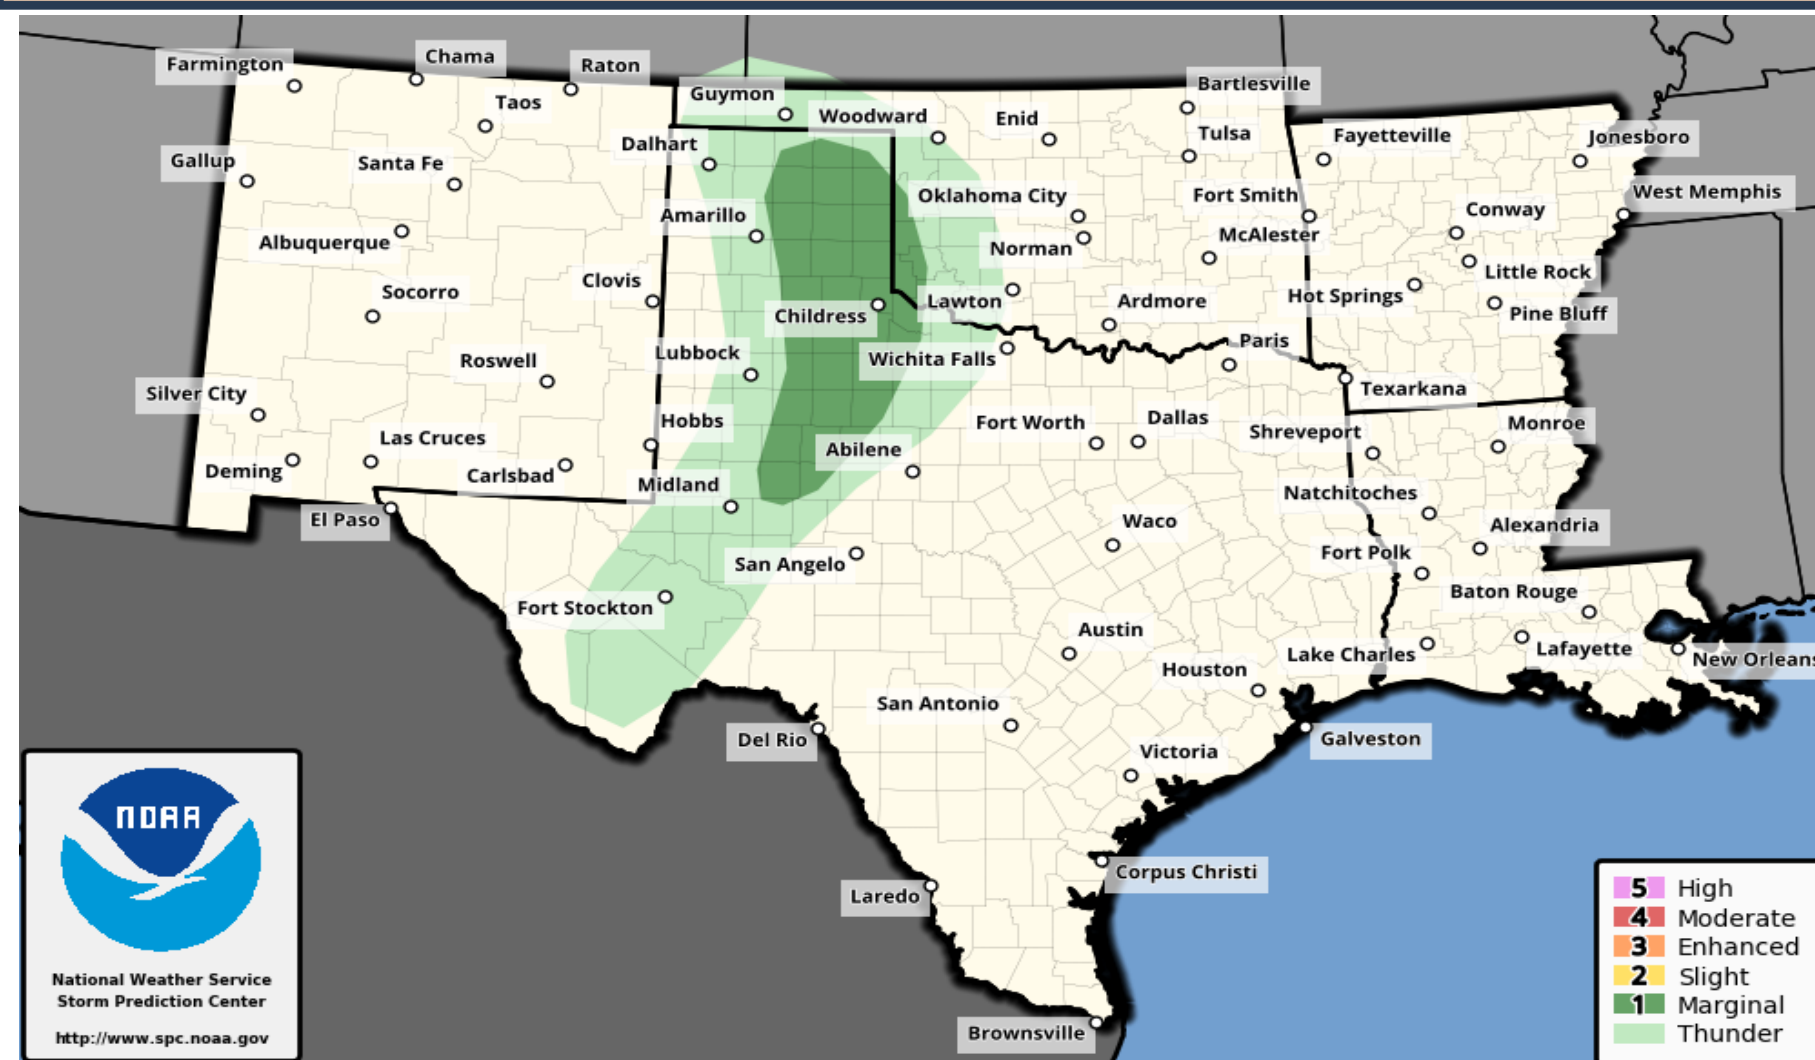 Farmington
Chama
Raton
Taos
Guymon
Woodward
Enid
Bartlesville
Tulsa
Fayetteville
Jonesboro
Gallup
Santa Fe
Dalhart
Oklahoma City
Fort Smith
Conway
West Memphis
Albuquerque
Amarillo
Norman
McAlester
Little Rock
Socorro
Clovis
Childress
Lawton
Ardmore
Hot Springs
Pine Bluff
Roswell
Lubbock
Wichita Falls
Paris
Texarkana
Silver City
Hobbs
Fort Worth
Dallas
Shreveport
Monroe
Las Cruces
Deming
Carlsbad
Midland
Abilene
Natchitoches
El Paso
San Angelo
Waco
Fort Polk
Alexandria
Fort Stockton
Austin
Baton Rouge
Houston
Lake Charles
Lafayette
New Orleans
San Antonio
Del Rio
Victoria
Galveston
Laredo
Corpus Christi
Brownsville
NOAA
National Weather Service
Storm Prediction Center
http://www.spc.noaa.gov
5 High
4 Moderate
3 Enhanced
2 Slight
1 Marginal
Thunder